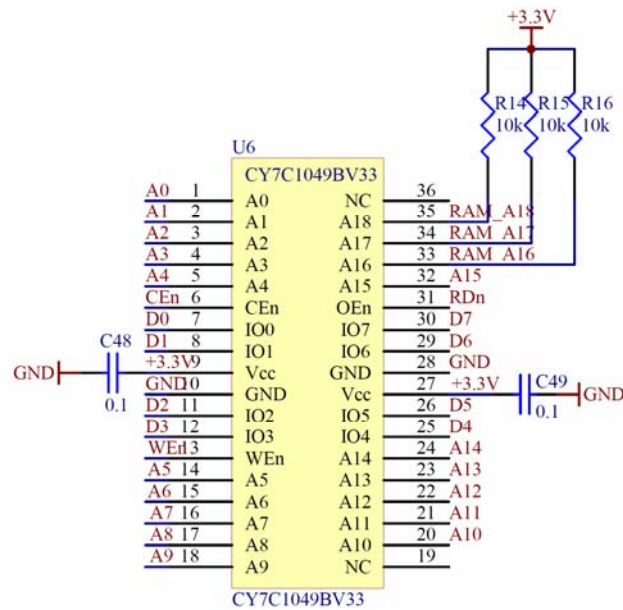 +3.3V
R14 R15 R16
10k 10k 10k
U6
CY7C1049BV33
A0 1 A0 NC 36
A1 2 A1 A18 35 RAM_A18
A2 3 A2 A17 34 RAM_A17
A3 4 A3 A16 33 RAM_A16
A4 5 A4 A15 32 A15
CEn 6 CEn OEn 31 RDn
D0 7 IO0 IO7 30 D7
D1 8 IO1 IO6 29 D6
C48
GND +3.3V 9 Vcc GND 28 GND
0.1 GND 10 GND Vcc 27 +3.3V C49 GND
D2 11 IO2 IO5 26 D5 0.1
D3 12 IO3 IO4 25 D4
WEn 13 WEn A14 24 A14
A5 14 A5 A13 23 A13
A6 15 A6 A12 22 A12
A7 16 A7 A11 21 A11
A8 17 A8 A10 20 A10
A9 18 A9 NC 19
CY7C1049BV33